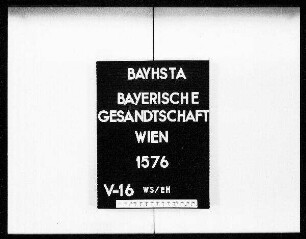 BAYHSTA
BAYERISCHE
GESANDTSCHAFT
WIEN
1576
V-16 WS/EH